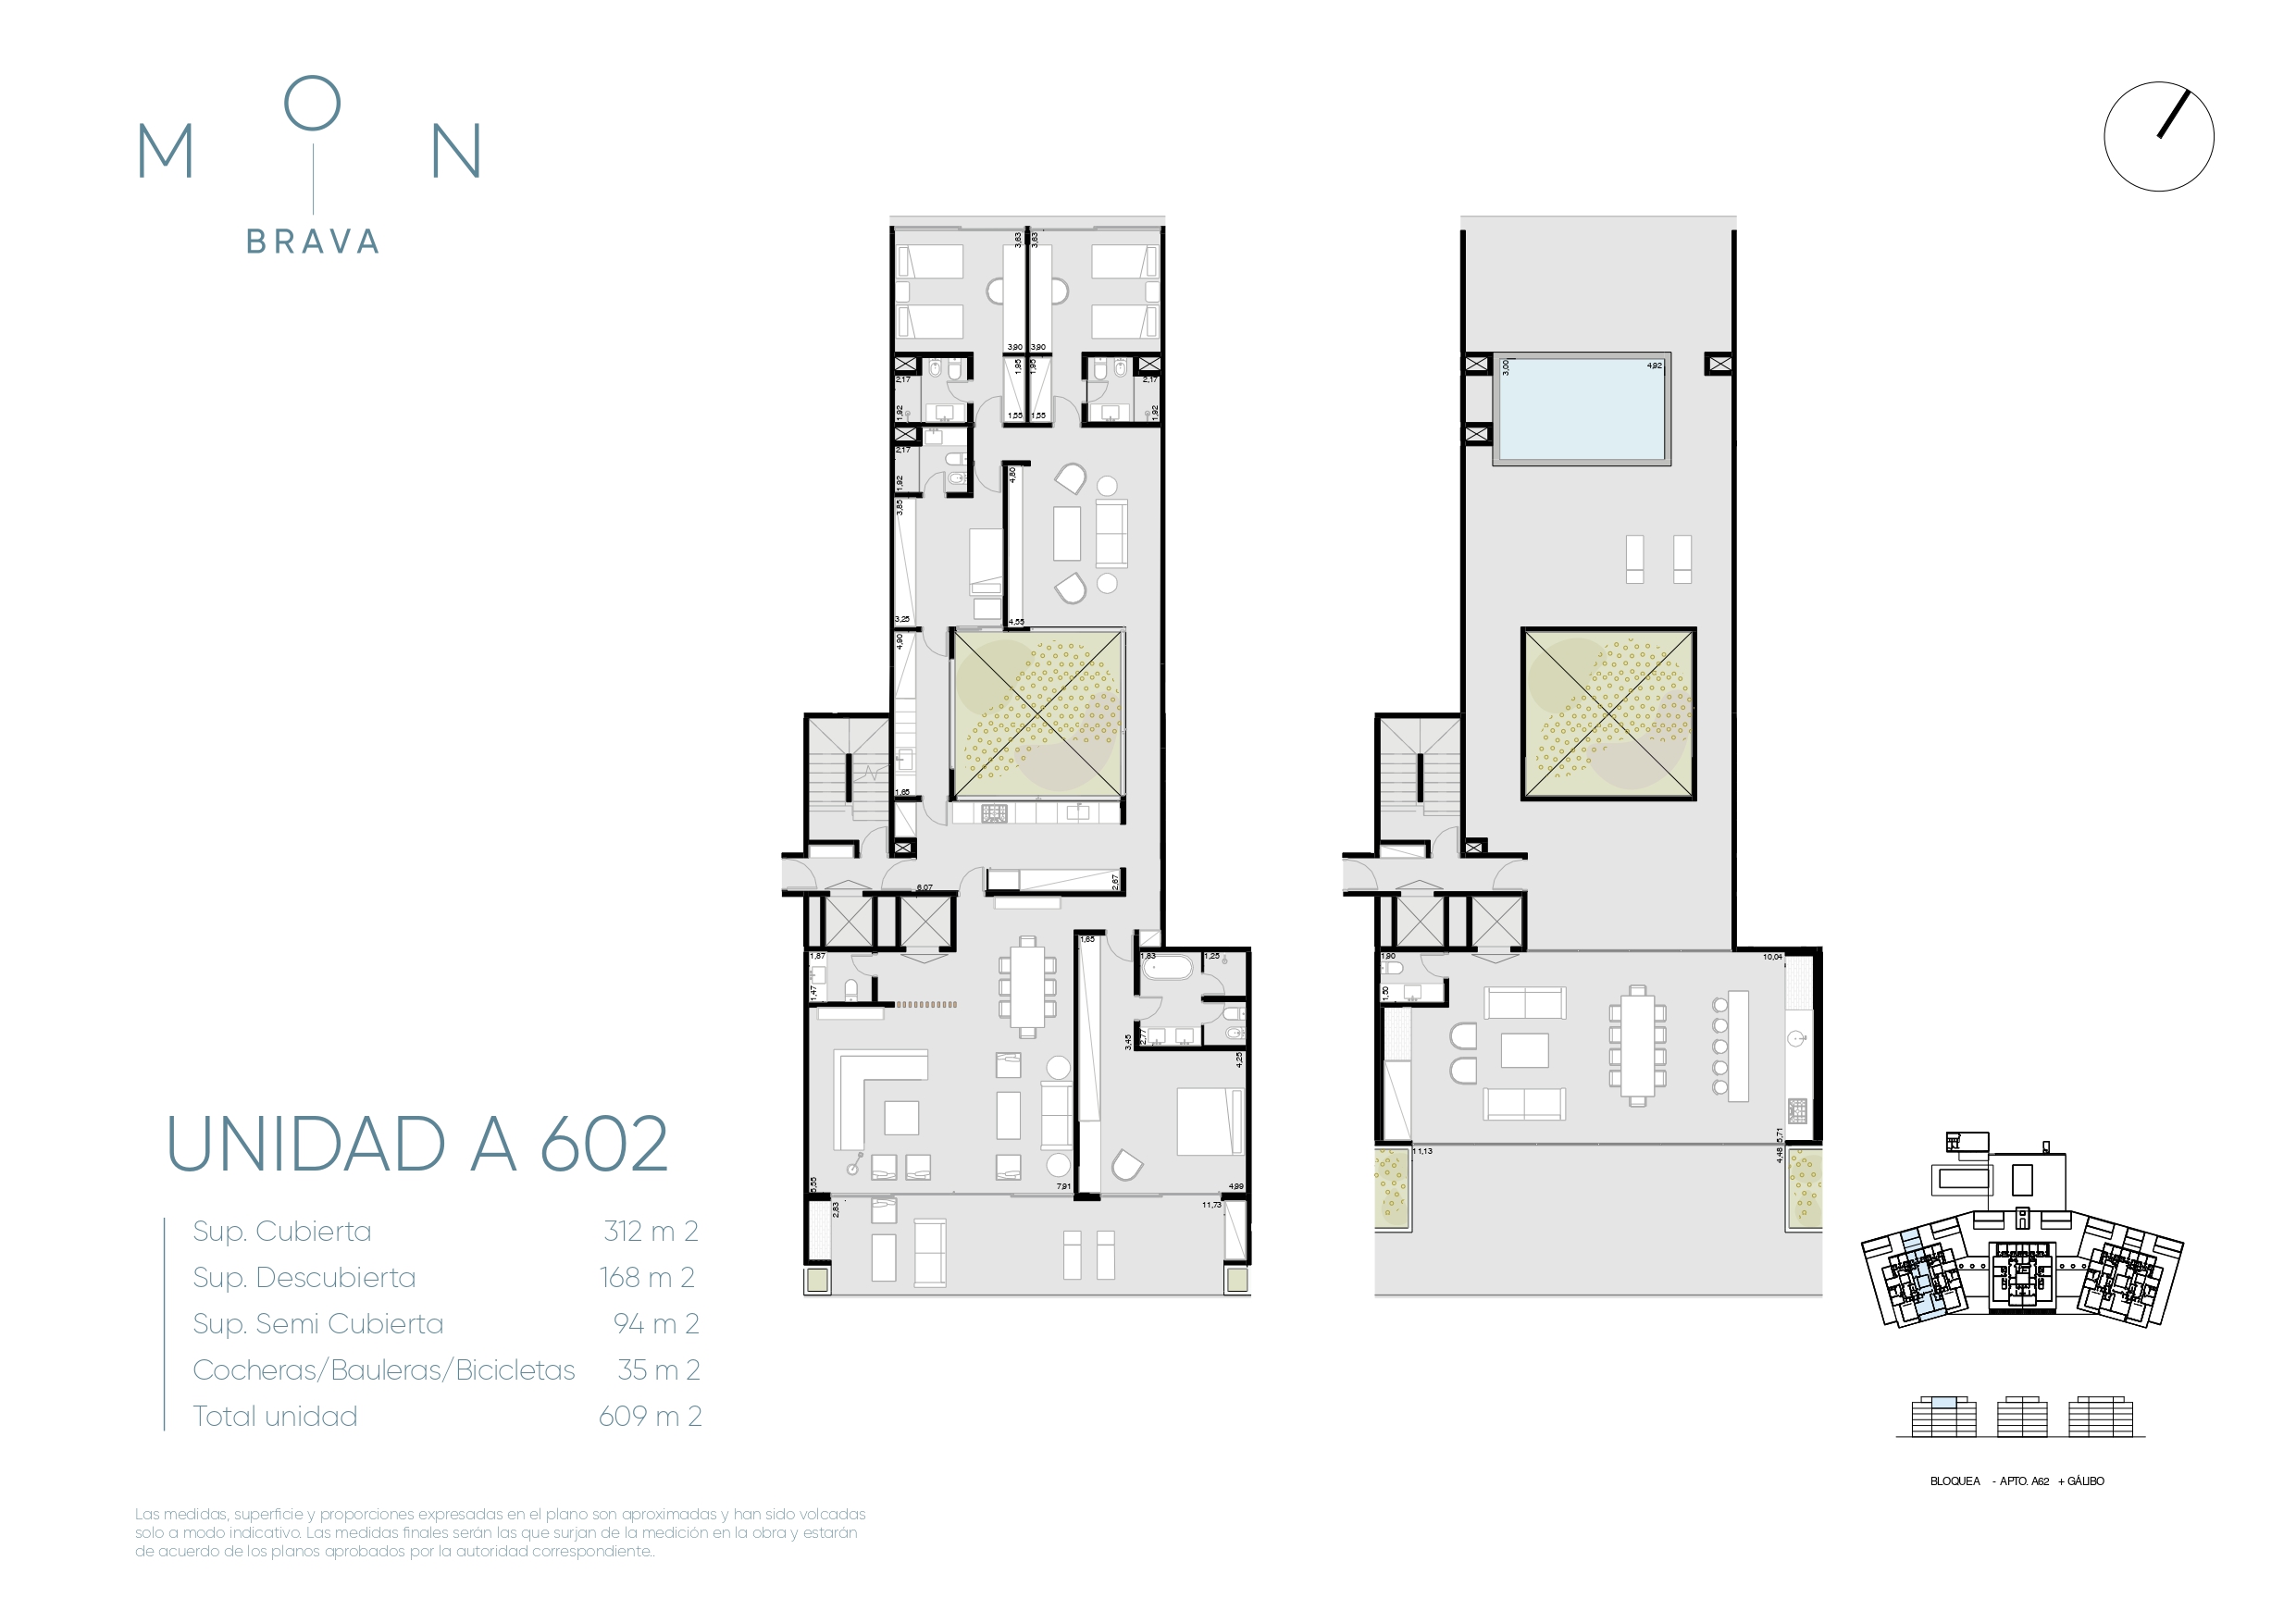 M O N
BRAVA
3,63 3,63
3,90 3,90
1,95 1,95
2,17 2,17
1,92 1,55 1,55 1,92
2,17
1,92
4,80
3,85
3,25 4,55
4,90
1,65
6,07 2,67
1,65
1,87 1,83 1,25
1,47
3,45 2,77
4,25
5,55 7,91 4,99
2,83 11,73
3,00 4,92
1,90 10,04
1,50
5,71
11,13 4,48
UNIDAD A 602
Sup. Cubierta 312 m 2
Sup. Descubierta 168 m 2
Sup. Semi Cubierta 94 m 2
Cocheras/Bauleras/Bicicletas 35 m 2
Total unidad 609 m 2
BLOQUEA - APTO. A62 + GÁLIBO
Las medidas, superficie y proporciones expresadas en el plano son aproximadas y han sido volcadas
solo a modo indicativo. Las medidas finales serán las que surjan de la medición en la obra y estarán
de acuerdo de los planos aprobados por la autoridad correspondiente..